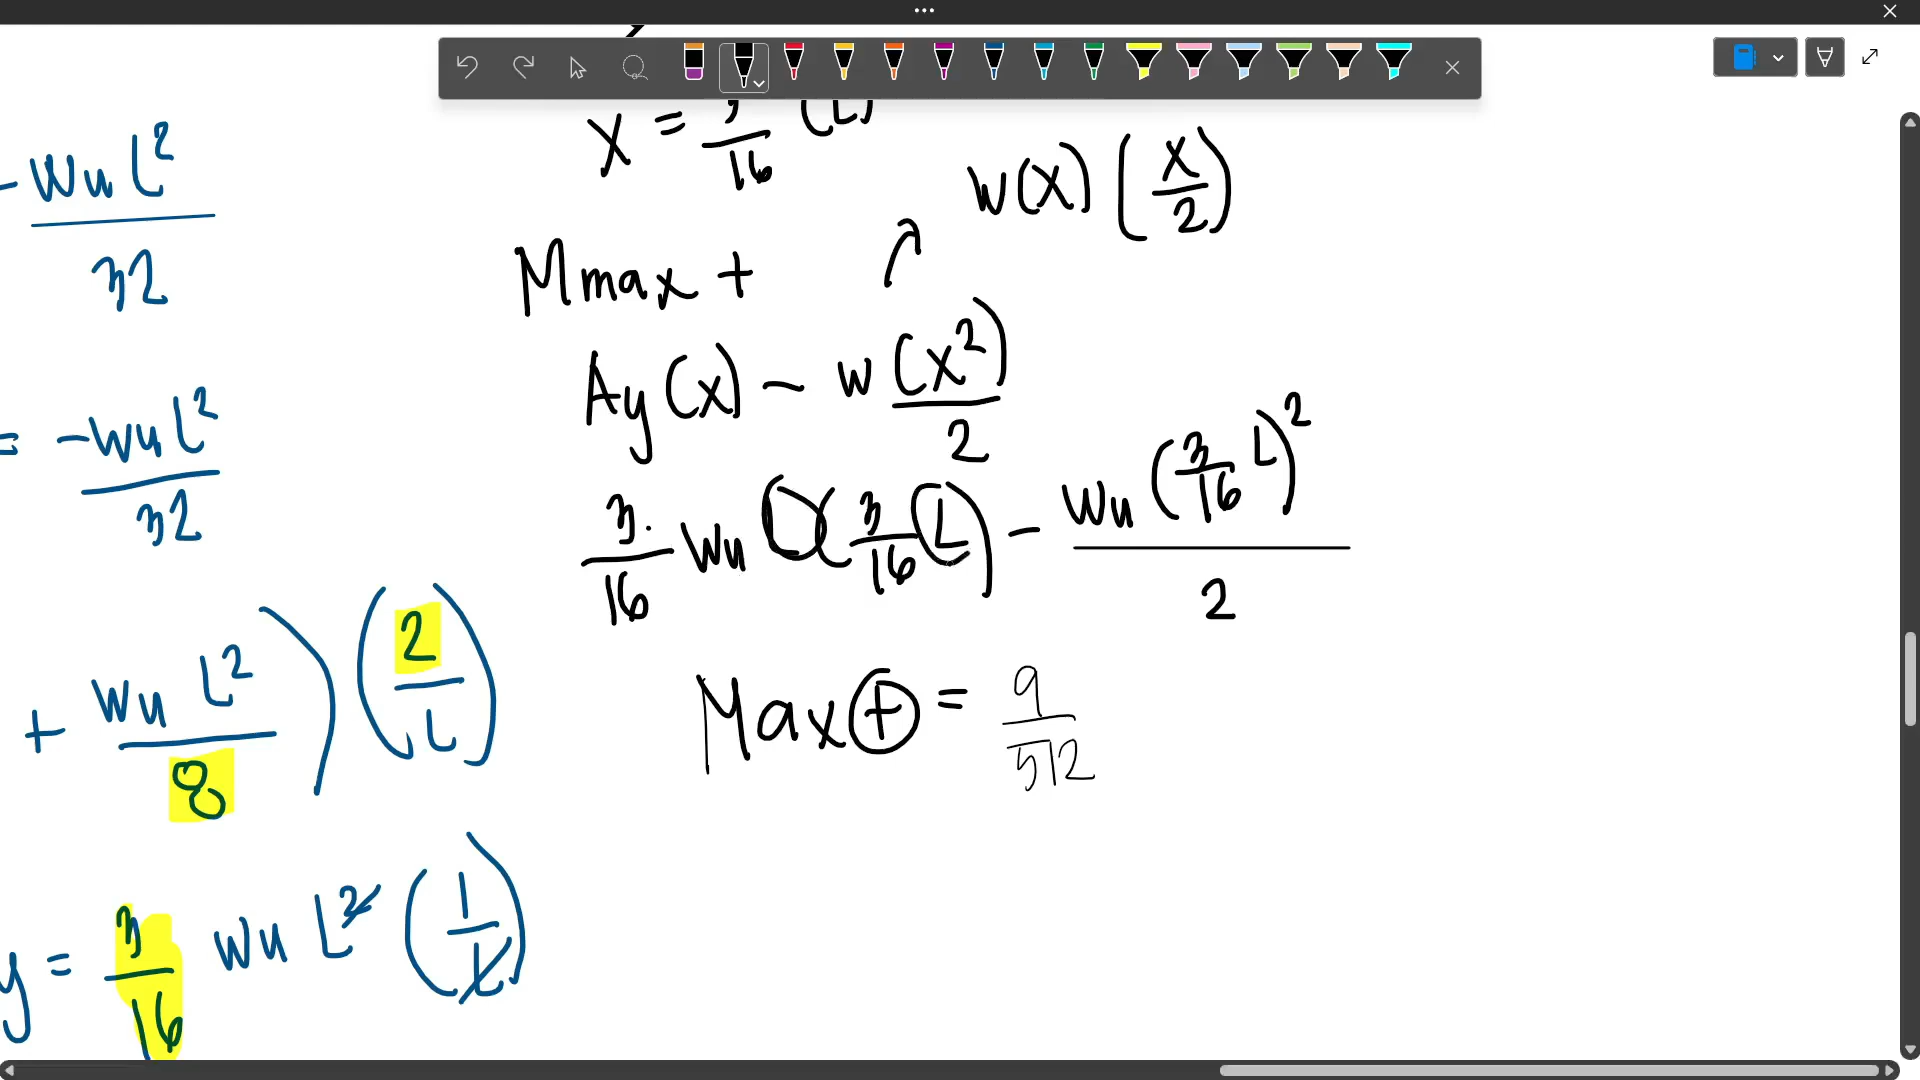 x = 3/16 (L)
- Wu L²/32
w(x) (x/2)
Mmax +
Ay(x) - w(x²)/2
= -Wu L²/32
3/16 Wu L (3/16 (L) - Wu (3/16 L)²/2
+ Wu L²/8) (2/L)
Max + = 9/512
y = 3/16 Wu L² (1/L)